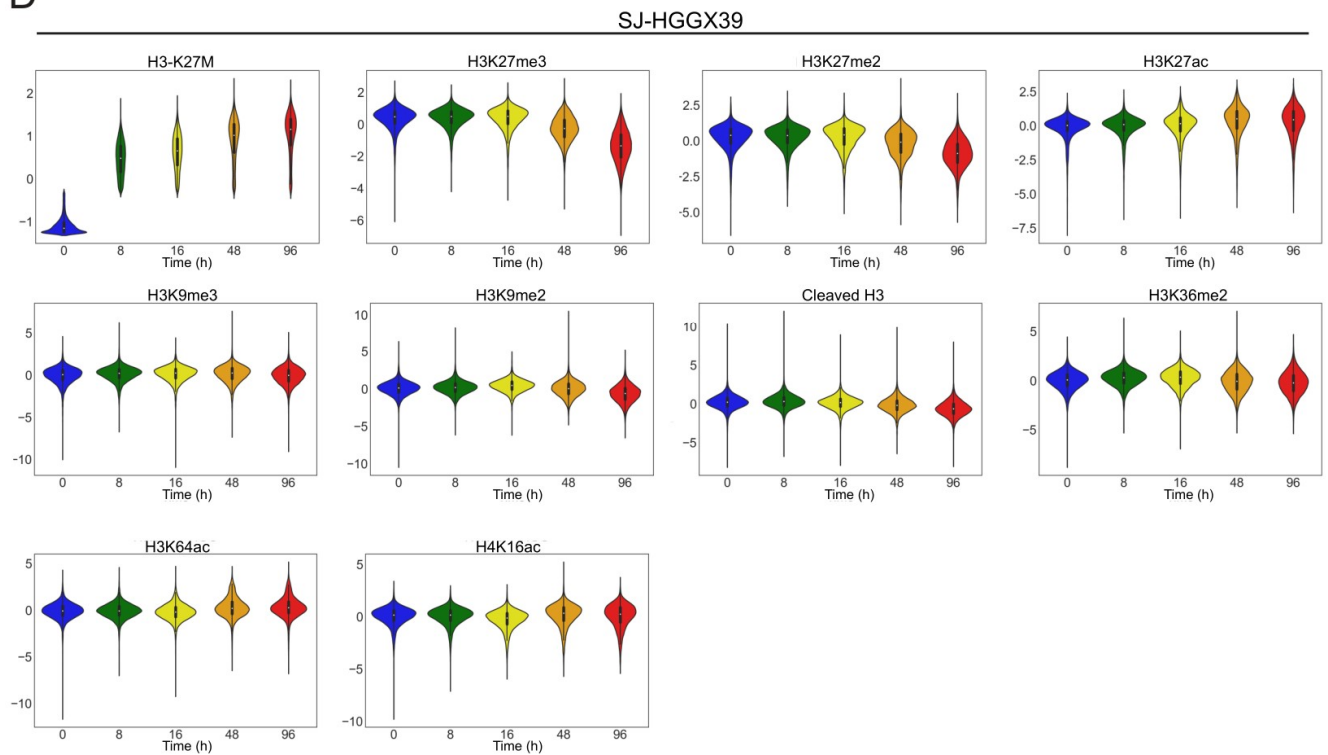 SJ-HGGX39
H3-K27M
2
1
0
−1
0 8 16 48 96
Time (h)
H3K27me3
2
0
−2
−4
−6
0 8 16 48 96
Time (h)
H3K27me2
2.5
0.0
−2.5
−5.0
0 8 16 48 96
Time (h)
H3K27ac
2.5
0.0
−2.5
−5.0
−7.5
0 8 16 48 96
Time (h)
H3K9me3
5
0
−5
−10
0 8 16 48 96
Time (h)
H3K9me2
10
5
0
−5
−10
0 8 16 48 96
Time (h)
Cleaved H3
10
5
0
−5
0 8 16 48 96
Time (h)
H3K36me2
5
0
−5
0 8 16 48 96
Time (h)
H3K64ac
5
0
−5
−10
0 8 16 48 96
Time (h)
H4K16ac
5
0
−5
−10
0 8 16 48 96
Time (h)